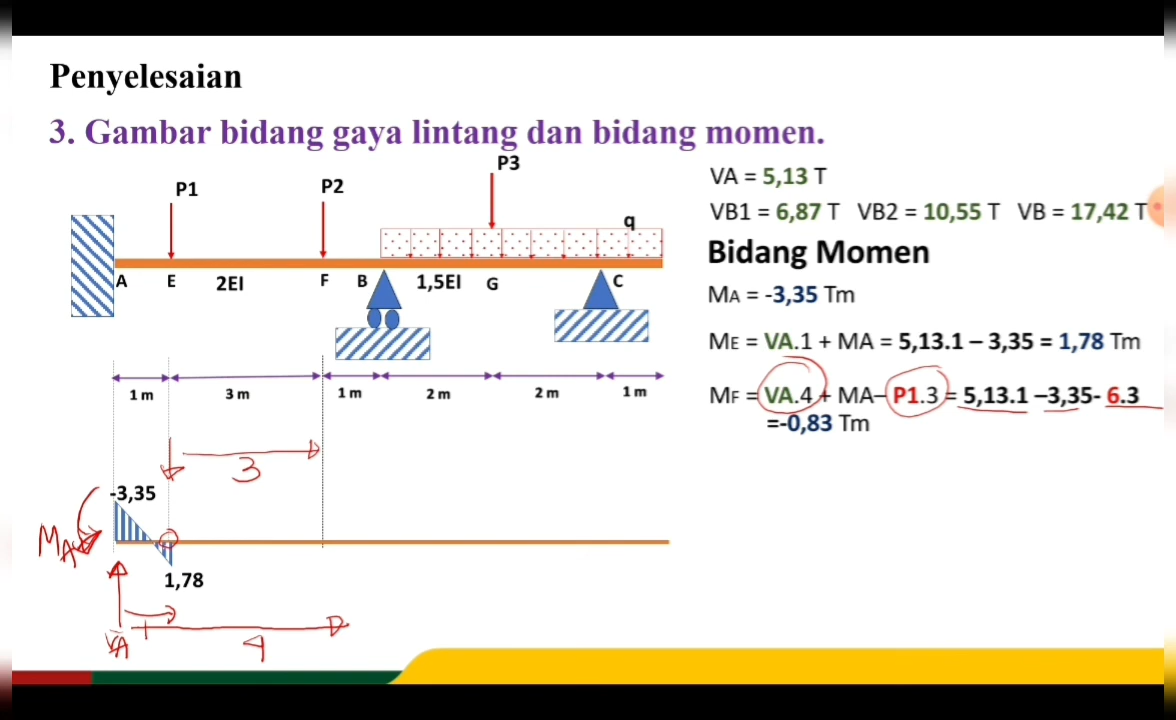 Penyelesaian
3. Gambar bidang gaya lintang dan bidang momen.
P3
P1
P2
q
A
E
2EI
F
B
1,5EI
G
C
1 m
3 m
1 m
2 m
2 m
1 m
3
-3,35
MA
1,78
VA
1
4
VA = 5,13 T
VB1 = 6,87 T VB2 = 10,55 T VB = 17,42 T
Bidang Momen
MA = -3,35 Tm
ME = VA.1 + MA = 5,13.1 – 3,35 = 1,78 Tm
MF = VA.4 + MA– P1.3 = 5,13.1 –3,35- 6.3
=-0,83 Tm